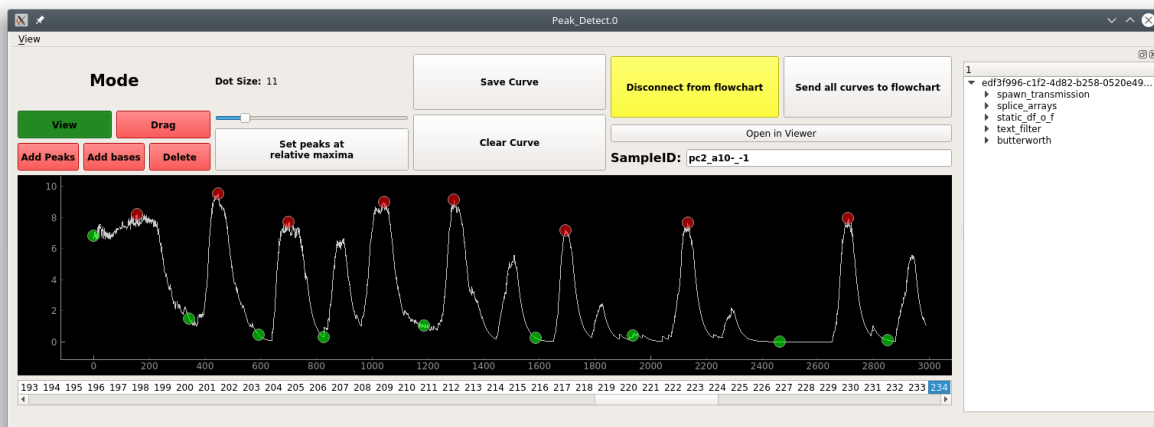 Peak_Detect.0
View
Mode
Dot Size: 11
View Drag
Add Peaks Add bases Delete
Set peaks at
relative maxima
Save Curve
Clear Curve
Disconnect from flowchart
Send all curves to flowchart
Open in Viewer
SampleID: pc2_a10-_-1
1
edf3f996-c1f2-4d82-b258-0520e49...
spawn_transmission
splice_arrays
static_df_o_f
text_filter
butterworth
10
8
6
4
2
0
0 200 400 600 800 1000 1200 1400 1600 1800 2000 2200 2400 2600 2800 3000
193 194 195 196 197 198 199 200 201 202 203 204 205 206 207 208 209 210 211 212 213 214 215 216 217 218 219 220 221 222 223 224 225 226 227 228 229 230 231 232 233 234